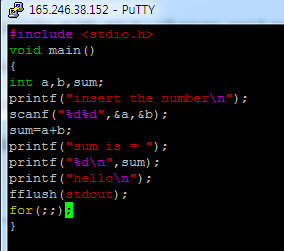 165.246.38.152 - PuTTY
#include <stdio.h>
void main()
{
int a,b,sum;
printf("insert the number\n");
scanf("%d%d",&a,&b);
sum=a+b;
printf("sum is = ");
printf("%d\n",sum);
printf("hello\n");
fflush(stdout);
for(;;);
}